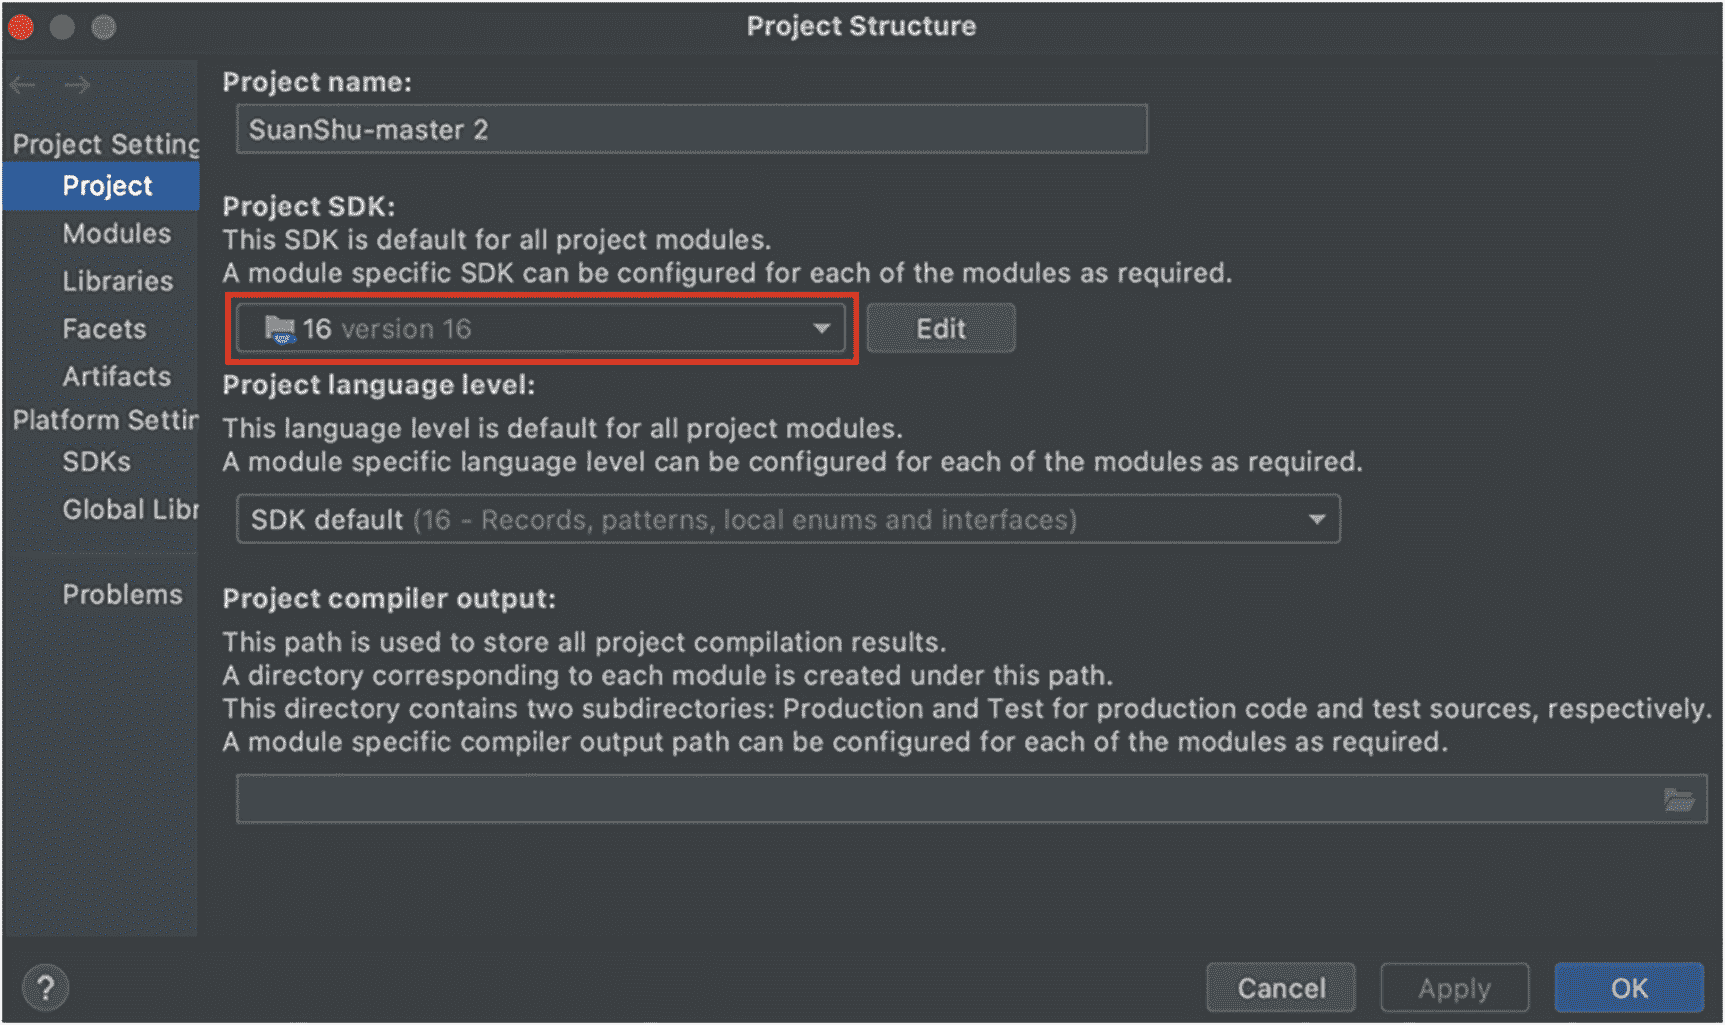 Project Structure
Project Setting
Project
Modules
Libraries
Facets
Artifacts
Platform Settin
SDKs
Global Libr
Problems
Project name:
SuanShu-master 2
Project SDK:
This SDK is default for all project modules.
A module specific SDK can be configured for each of the modules as required.
16 version 16
Edit
Project language level:
This language level is default for all project modules.
A module specific language level can be configured for each of the modules as required.
SDK default (16 - Records, patterns, local enums and interfaces)
Project compiler output:
This path is used to store all project compilation results.
A directory corresponding to each module is created under this path.
This directory contains two subdirectories: Production and Test for production code and test sources, respectively.
A module specific compiler output path can be configured for each of the modules as required.
?
Cancel
Apply
OK